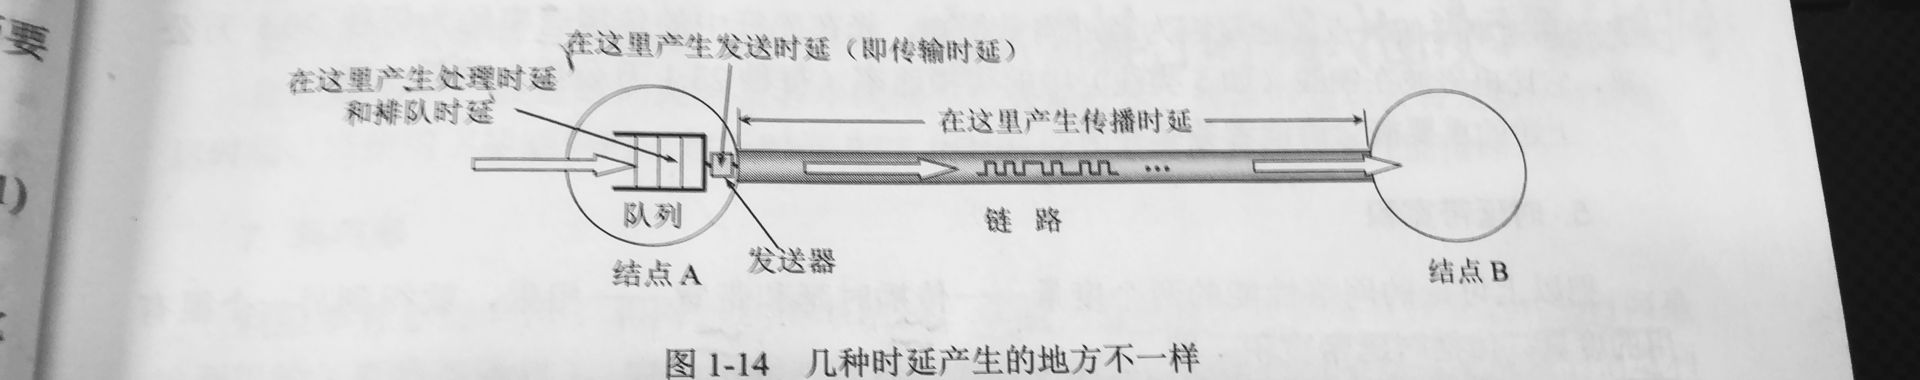 要
在这里产生发送时延（即传输时延）
在这里产生处理时延
和排队时延
在这里产生传播时延
1)
…
队列
链 路
发送器
结点 A
结点 B
图 1-14 几种时延产生的地方不一样